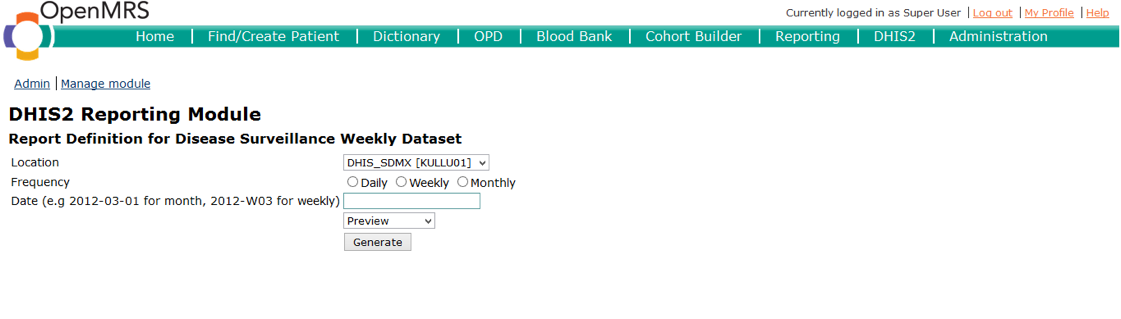 OpenMRS
Currently logged in as Super User | Log out | My Profile | Help
Home | Find/Create Patient | Dictionary | OPD | Blood Bank | Cohort Builder | Reporting | DHIS2 | Administration
Admin | Manage module
DHIS2 Reporting Module
Report Definition for Disease Surveillance Weekly Dataset
Location DHIS_SDMX [KULLU01]
Frequency Daily Weekly Monthly
Date (e.g 2012-03-01 for month, 2012-W03 for weekly)
Preview
Generate